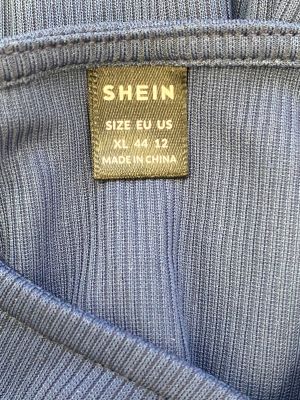 SHEIN
SIZE EU US
XL 44 12
MADE IN CHINA